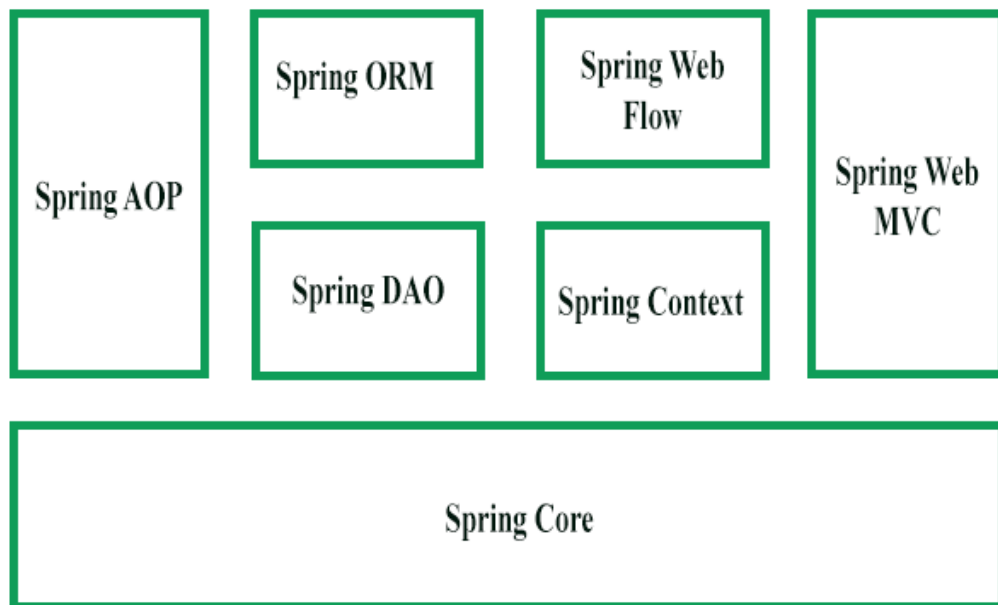 Spring AOP
Spring ORM
Spring Web
Flow
Spring Web
MVC
Spring DAO
Spring Context
Spring Core